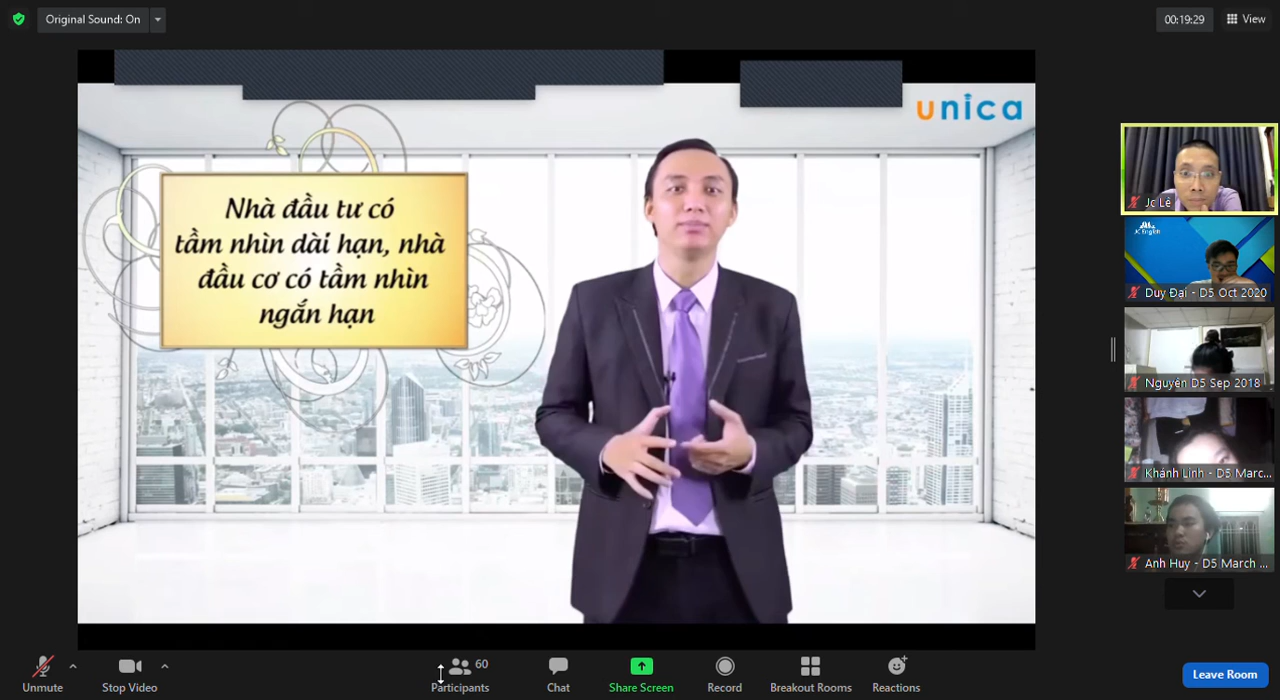 Original Sound: On
00:19:29
View
unica
Nhà đầu tư có
tầm nhìn dài hạn, nhà
đầu cơ có tầm nhìn
ngắn hạn
Jc Lê
JC English
Duy Đại - D5 Oct 2020
Nguyên D5 Sep 2018
Khánh Linh - D5 Marc...
Anh Huy - D5 March ...
Unmute
Stop Video
60
Participants
Chat
Share Screen
Record
Breakout Rooms
Reactions
Leave Room